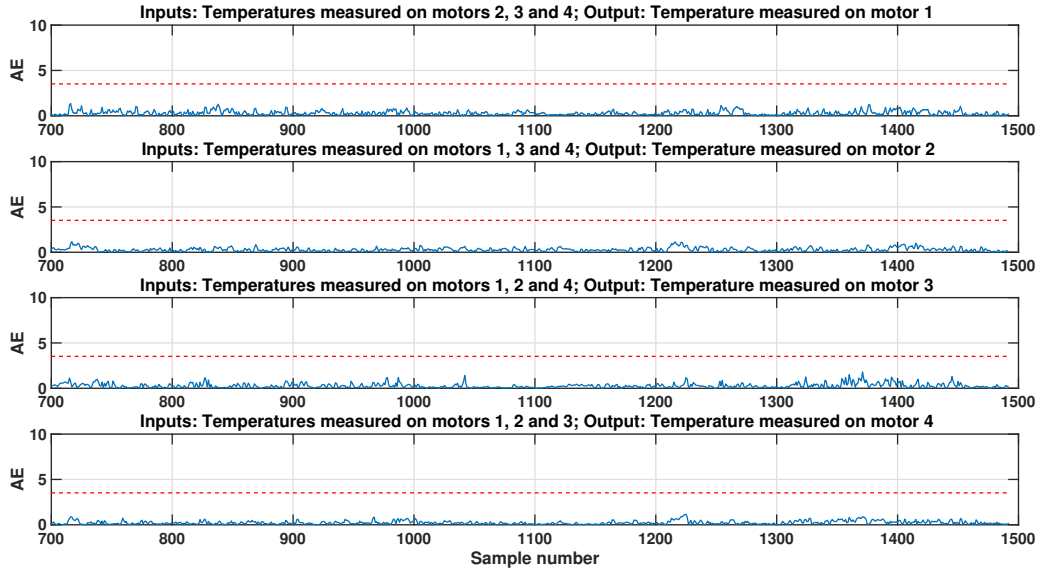 Inputs: Temperatures measured on motors 2, 3 and 4; Output: Temperature measured on motor 1
10
5
0
AE
700 800 900 1000 1100 1200 1300 1400 1500
Inputs: Temperatures measured on motors 1, 3 and 4; Output: Temperature measured on motor 2
10
5
0
AE
700 800 900 1000 1100 1200 1300 1400 1500
Inputs: Temperatures measured on motors 1, 2 and 4; Output: Temperature measured on motor 3
10
5
0
AE
700 800 900 1000 1100 1200 1300 1400 1500
Inputs: Temperatures measured on motors 1, 2 and 3; Output: Temperature measured on motor 4
10
5
0
AE
700 800 900 1000 1100 1200 1300 1400 1500
Sample number